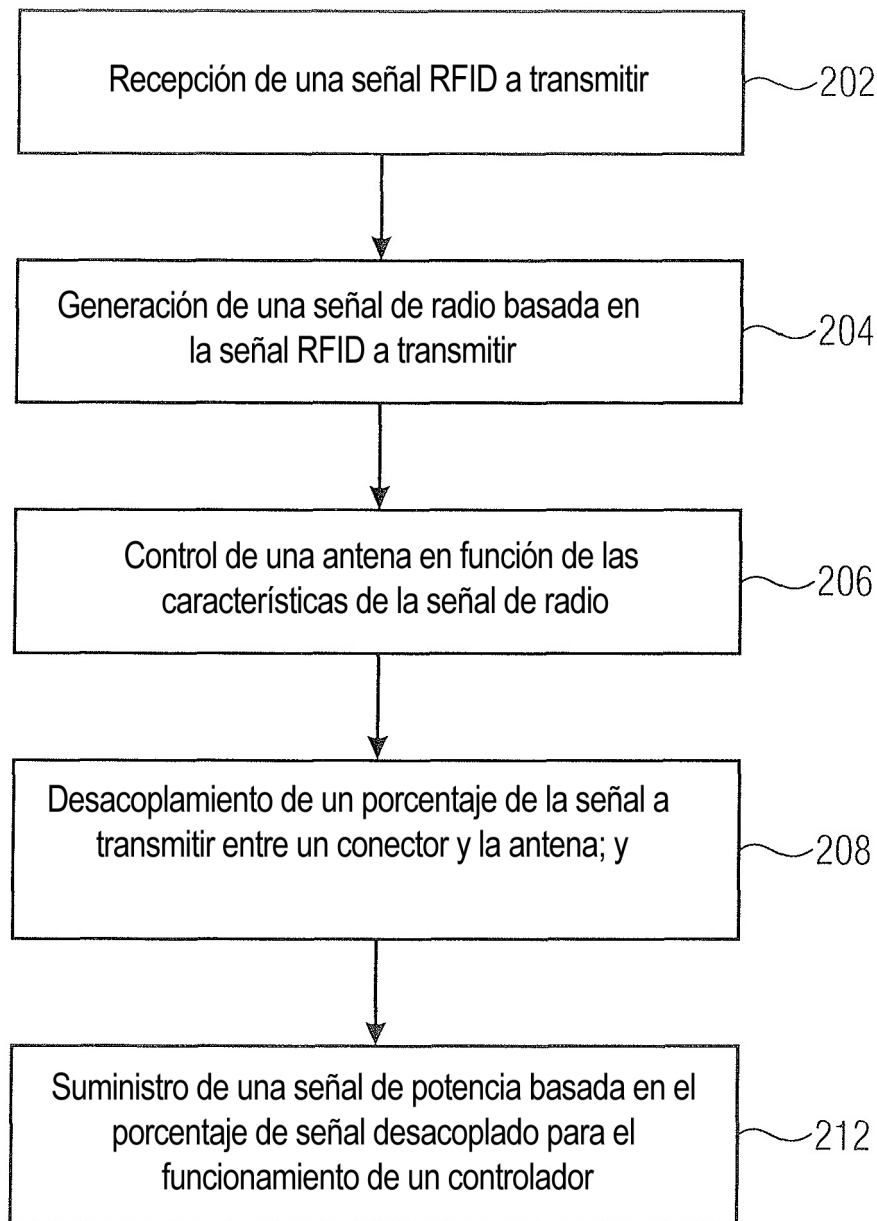 Recepción de una señal RFID a transmitir
202
Generación de una señal de radio basada en
la señal RFID a transmitir
204
Control de una antena en función de las
características de la señal de radio
206
Desacoplamiento de un porcentaje de la señal a
transmitir entre un conector y la antena; y
208
Suministro de una señal de potencia basada en el
porcentaje de señal desacoplado para el
funcionamiento de un controlador
212